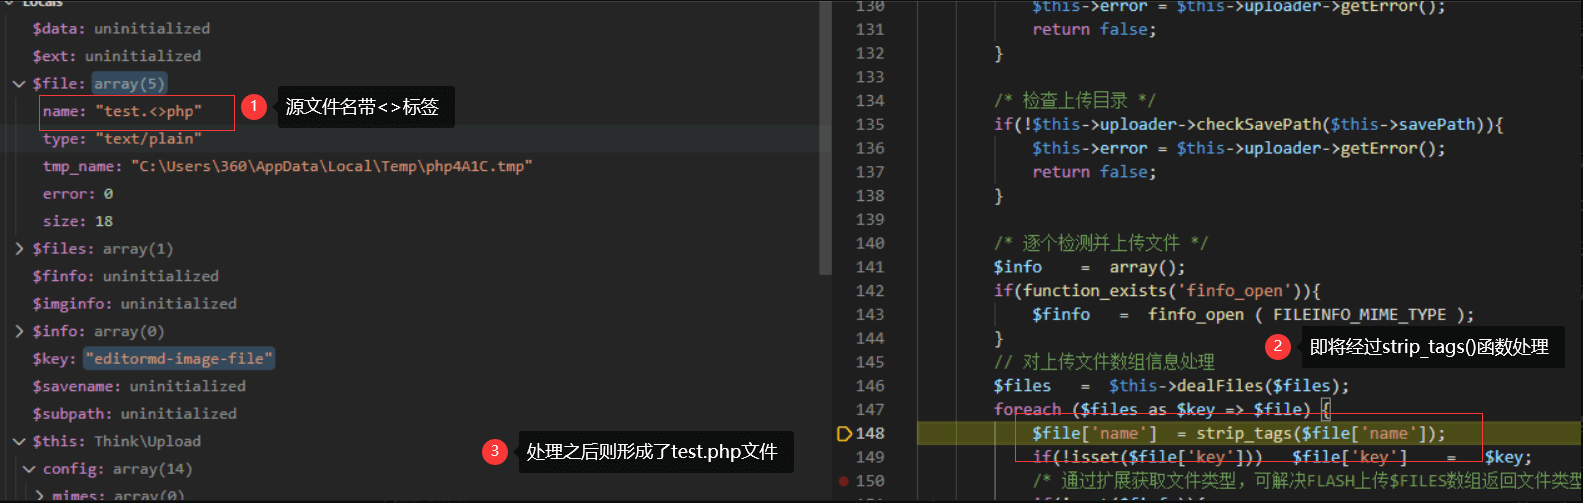 Locals
$data: uninitialized
$ext: uninitialized
$file: array(5)
name: "test.<>php"
1 源文件名带<>标签
type: "text/plain"
tmp_name: "C:\Users\360\AppData\Local\Temp\php4A1C.tmp"
error: 0
size: 18
$files: array(1)
$finfo: uninitialized
$imginfo: uninitialized
$info: array(0)
$key: "editormd-image-file"
$savename: uninitialized
$subpath: uninitialized
$this: Think\Upload
3 处理之后则形成了test.php文件
config: array(14)
mimes: array(0)
130 $this->error = $this->uploader->getError();
131 return false;
132 }
133
134 /* 检查上传目录 */
135 if(!$this->uploader->checkSavePath($this->savePath)){
136 $this->error = $this->uploader->getError();
137 return false;
138 }
139
140 /* 逐个检测并上传文件 */
141 $info = array();
142 if(function_exists('finfo_open')){
143 $finfo = finfo_open ( FILEINFO_MIME_TYPE );
144 }
2 即将经过strip_tags()函数处理
145 // 对上传文件数组信息处理
146 $files = $this->dealFiles($files);
147 foreach ($files as $key => $file) {
148 $file['name'] = strip_tags($file['name']);
149 if(!isset($file['key'])) $file['key'] = $key;
150 /* 通过扩展获取文件类型，可解决FLASH上传$FILES数组返回文件类型